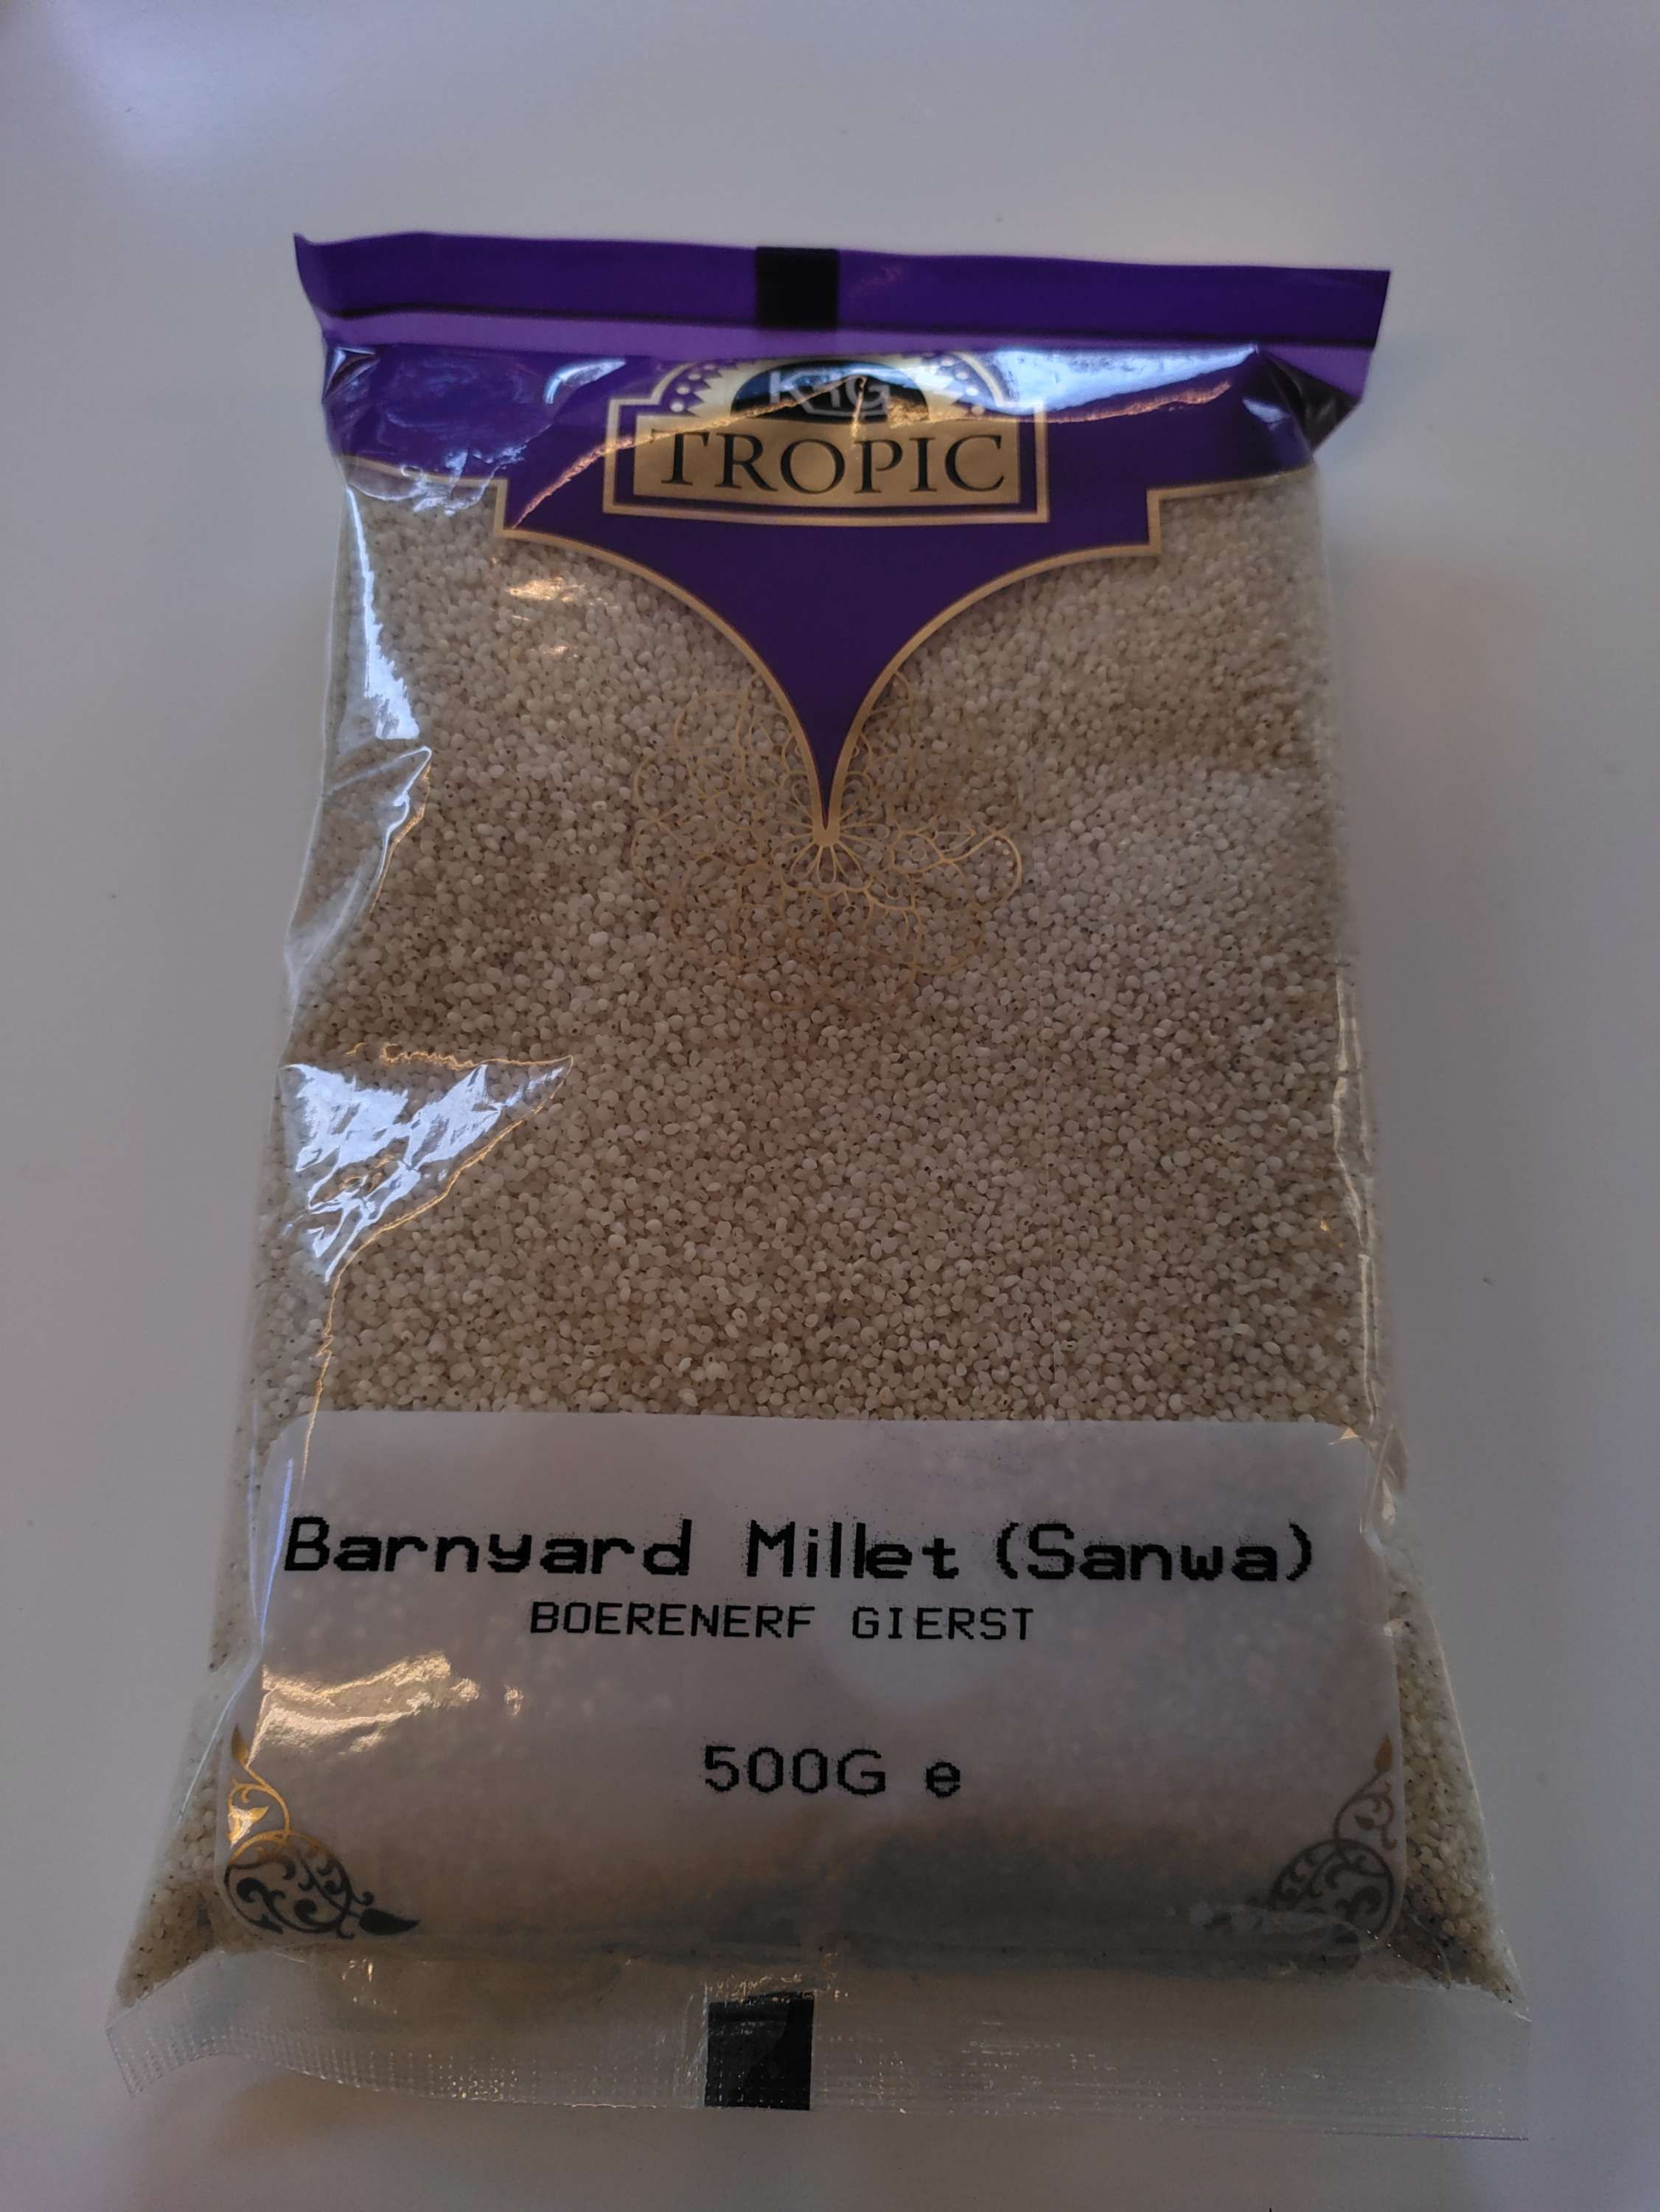 TROPIC
Barnyard Millet (Sanwa)
BOERENERF GIERST
500G e